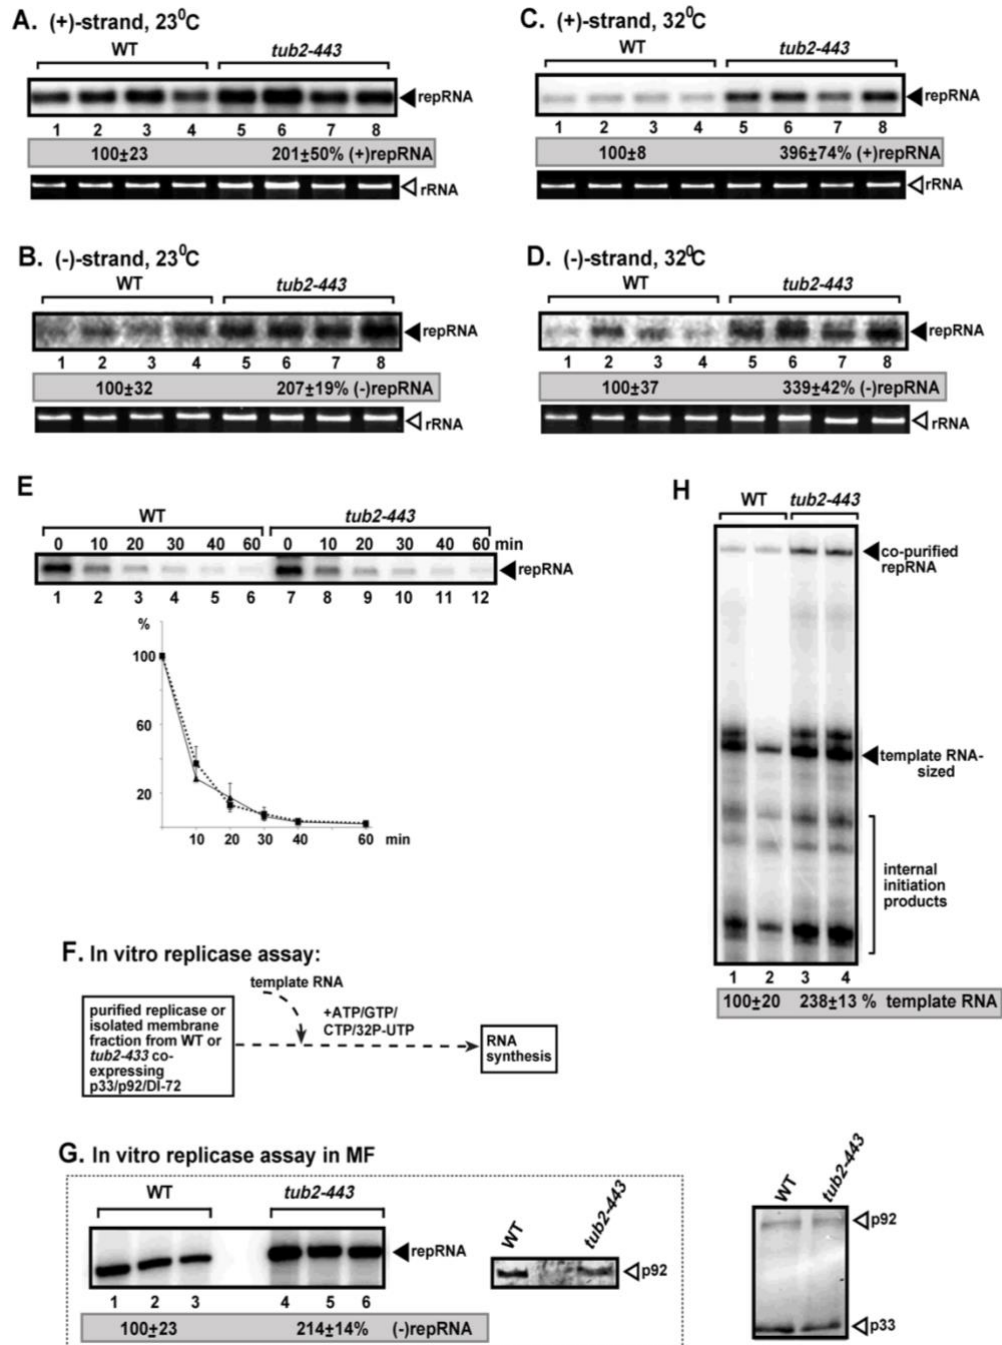 A. (+)-strand, 23⁰C
WT tub2-443
repRNA
1 2 3 4 5 6 7 8
100±23 201±50% (+)repRNA
rRNA
C. (+)-strand, 32⁰C
WT tub2-443
repRNA
1 2 3 4 5 6 7 8
100±8 396±74% (+)repRNA
rRNA
B. (-)-strand, 23⁰C
WT tub2-443
repRNA
1 2 3 4 5 6 7 8
100±32 207±19% (-)repRNA
rRNA
D. (-)-strand, 32⁰C
WT tub2-443
repRNA
1 2 3 4 5 6 7 8
100±37 339±42% (-)repRNA
rRNA
E
WT tub2-443
0 10 20 30 40 60 0 10 20 30 40 60 min
repRNA
1 2 3 4 5 6 7 8 9 10 11 12
%
100
60
20
10 20 30 40 60 min
H
WT tub2-443
co-purified
repRNA
template RNA-
sized
internal
initiation
products
1 2 3 4
100±20 238±13 % template RNA
F. In vitro replicase assay:
template RNA
purified replicase or
isolated membrane
fraction from WT or
tub2-433 co-
expressing
p33/p92/DI-72
+ATP/GTP/
CTP/32P-UTP
RNA
synthesis
G. In vitro replicase assay in MF
WT tub2-443
repRNA
1 2 3 4 5 6
100±23 214±14% (-)repRNA
WT tub2-443
p92
WT tub2-443
p92
p33